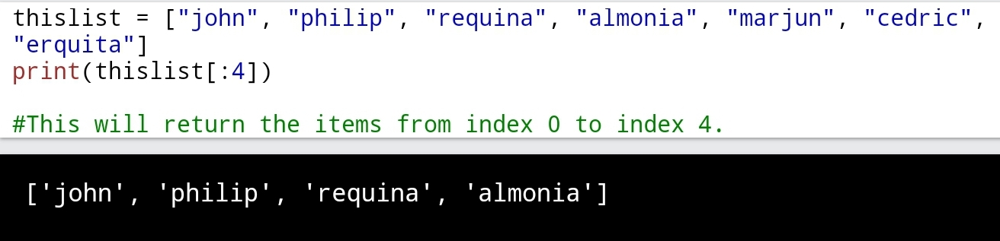 thislist = ["john", "philip", "requina", "almonia", "marjun", "cedric",
"erquita"]
print(thislist[:4])
#This will return the items from index 0 to index 4.
['john', 'philip', 'requina', 'almonia']